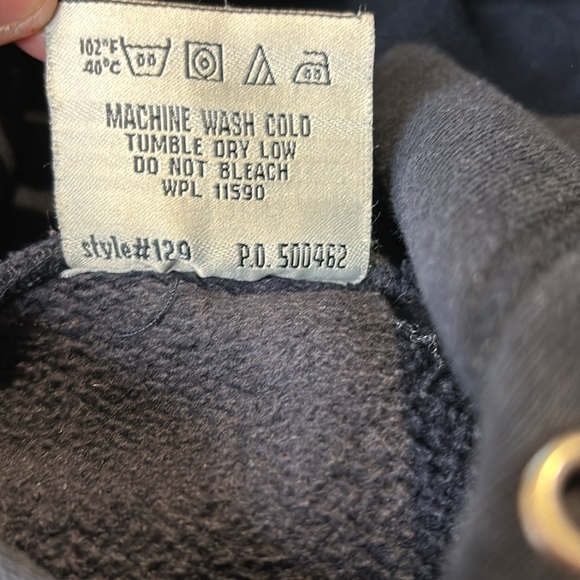 102°F
40°C
MACHINE WASH COLD
TUMBLE DRY LOW
DO NOT BLEACH
WPL 11590
style#129 P.O. 500462